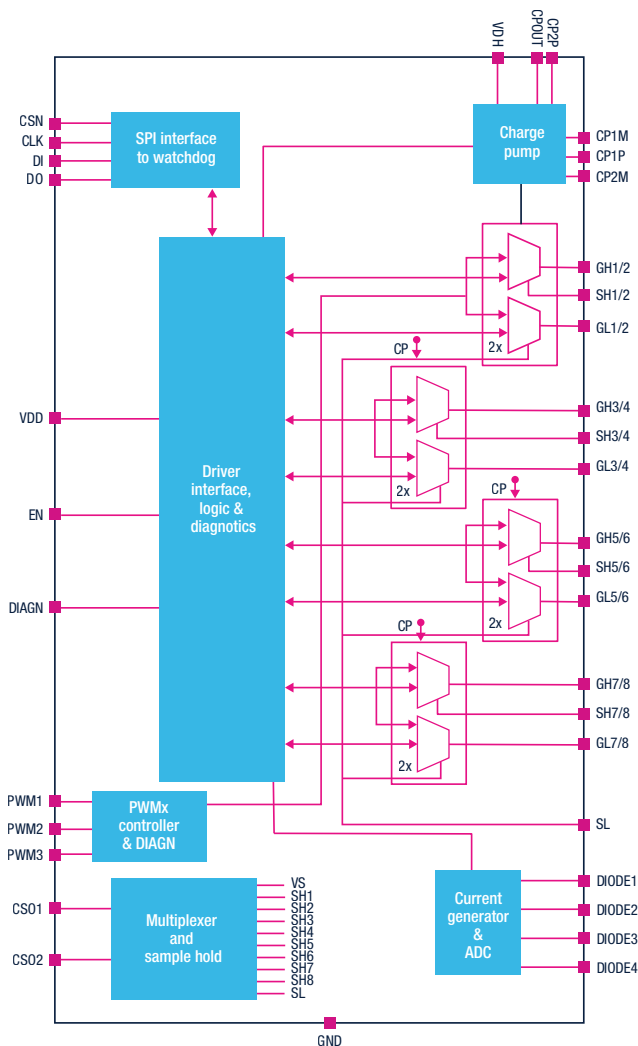 VDH
CPOUT
CP2P
CSN
CLK
DI
DO
SPI interface
to watchdog
Charge
pump
CP1M
CP1P
CP2M
GH1/2
SH1/2
GL1/2
2x
CP
VDD
GH3/4
SH3/4
GL3/4
2x
Driver
interface,
logic &
diagnotics
CP
EN
GH5/6
SH5/6
GL5/6
2x
DIAGN
CP
GH7/8
SH7/8
GL7/8
2x
PWM1
PWM2
PWM3
PWMx
controller
& DIAGN
SL
CSO1
CSO2
Multiplexer
and
sample hold
VS
SH1
SH2
SH3
SH4
SH5
SH6
SH7
SH8
SL
Current
generator
&
ADC
DIODE1
DIODE2
DIODE3
DIODE4
GND